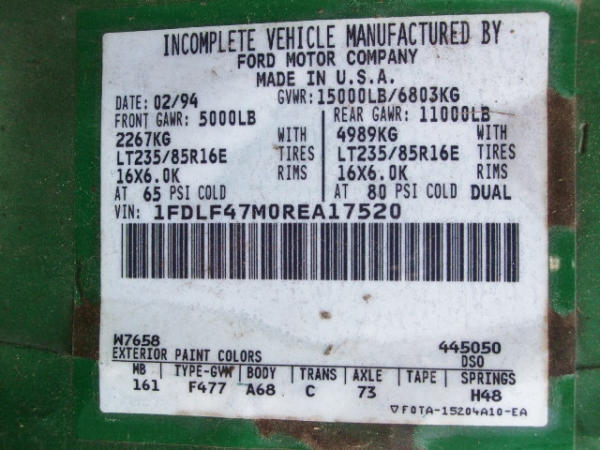 INCOMPLETE VEHICLE MANUFACTURED BY
FORD MOTOR COMPANY
MADE IN U.S.A.
DATE: 02/94 GVWR: 15000LB/6803KG
FRONT GAWR: 5000LB REAR GAWR: 11000LB
2267KG WITH 4989KG WITH
LT235/85R16E TIRES LT235/85R16E TIRES
16X6.0K RIMS 16X6.0K RIMS
AT 65 PSI COLD AT 80 PSI COLD DUAL
VIN: 1FDLF47M0REA17520
W7658 445050
EXTERIOR PAINT COLORS DSO
WB TYPE-GVW BODY TRANS AXLE TAPE SPRINGS
161 F477 A68 C 73 H48
▽F0TA-15204A10-EA